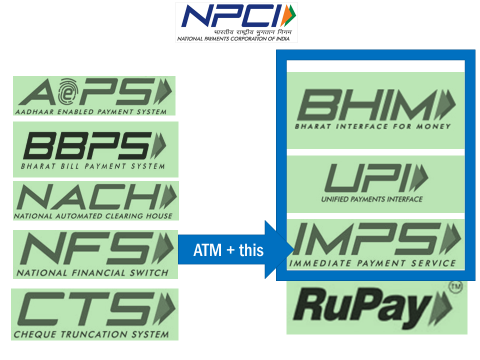 NPCI
भारतीय राष्ट्रीय भुगतान निगम
NATIONAL PAYMENTS CORPORATION OF INDIA
AePS
AADHAAR ENABLED PAYMENT SYSTEM
BBPS
BHARAT BILL PAYMENT SYSTEM
NACH
NATIONAL AUTOMATED CLEARING HOUSE
NFS
NATIONAL FINANCIAL SWITCH
CTS
CHEQUE TRUNCATION SYSTEM
ATM + this
BHIM
BHARAT INTERFACE FOR MONEY
UPI
UNIFIED PAYMENTS INTERFACE
IMPS
IMMEDIATE PAYMENT SERVICE
RuPay TM